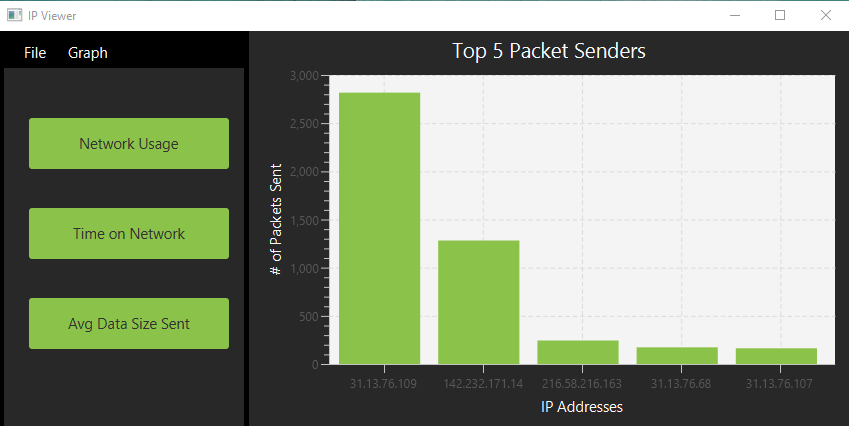 IP Viewer
File Graph
Network Usage
Time on Network
Avg Data Size Sent
Top 5 Packet Senders
# of Packets Sent
3,000
2,500
2,000
1,500
1,000
500
0
31.13.76.109 142.232.171.14 216.58.216.163 31.13.76.68 31.13.76.107
IP Addresses